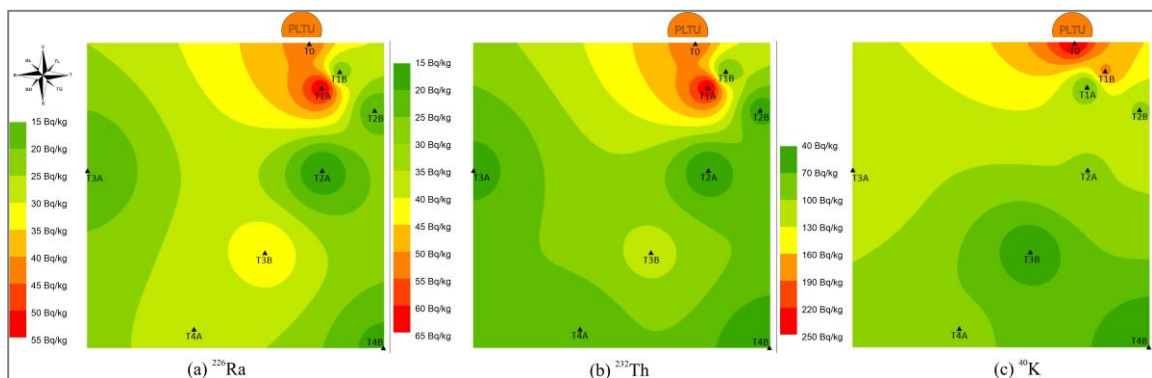 PLTU
T0
T1B
T1A
T2B
T2A
T3A
T3B
T4A
T4B
15 Bq/kg
20 Bq/kg
25 Bq/kg
30 Bq/kg
35 Bq/kg
40 Bq/kg
45 Bq/kg
50 Bq/kg
55 Bq/kg
(a) ²²⁶Ra
PLTU
T0
T1B
T1A
T2B
T2A
T3A
T3B
T4A
T4B
15 Bq/kg
20 Bq/kg
25 Bq/kg
30 Bq/kg
35 Bq/kg
40 Bq/kg
45 Bq/kg
50 Bq/kg
55 Bq/kg
60 Bq/kg
65 Bq/kg
(b) ²³²Th
PLTU
T0
T1B
T1A
T2B
T2A
T3A
T3B
T4A
T4B
40 Bq/kg
70 Bq/kg
100 Bq/kg
130 Bq/kg
160 Bq/kg
190 Bq/kg
220 Bq/kg
250 Bq/kg
(c) ⁴⁰K